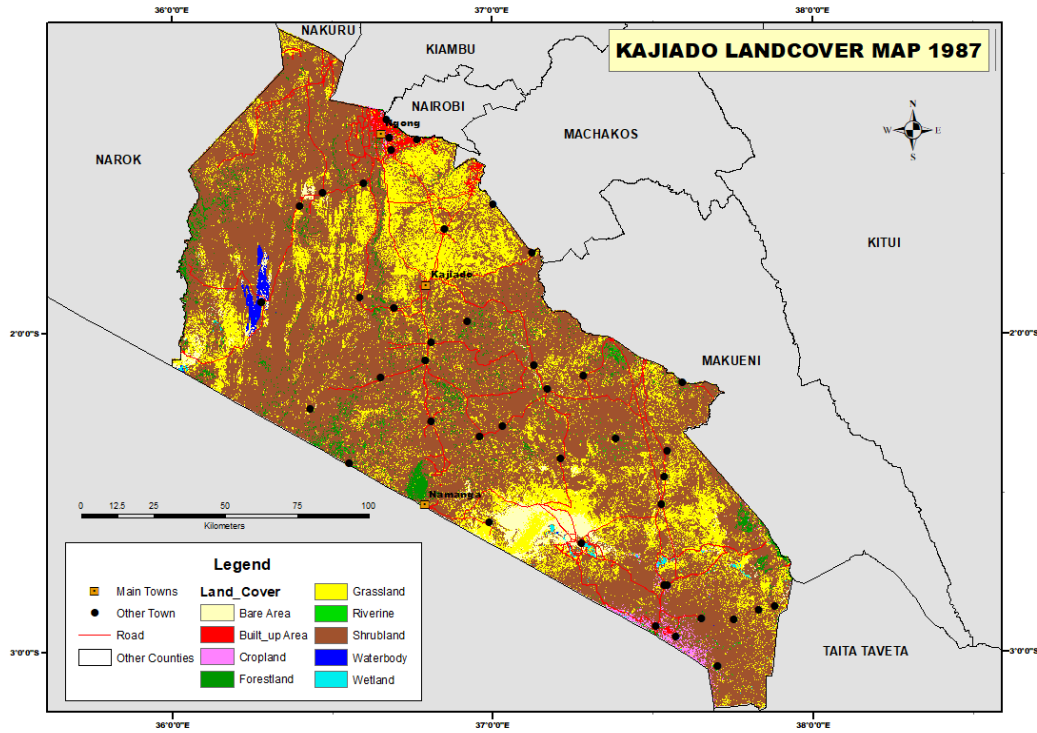 36°0'0"E 37°0'0"E 38°0'0"E
NAKURU
KIAMBU
KAJIADO LANDCOVER MAP 1987
NAIROBI
Ngong
MACHAKOS
N
W E
S
NAROK
KITUI
Kajiado
2°0'0"S 2°0'0"S
MAKUENI
Namanga
0 12.5 25 50 75 100
Kilometers
Legend
Main Towns
Other Town
Road
Other Counties
Land_Cover
Bare Area
Built_up Area
Cropland
Forestland
Grassland
Riverine
Shrubland
Waterbody
Wetland
TAITA TAVETA
3°0'0"S 3°0'0"S
36°0'0"E 37°0'0"E 38°0'0"E